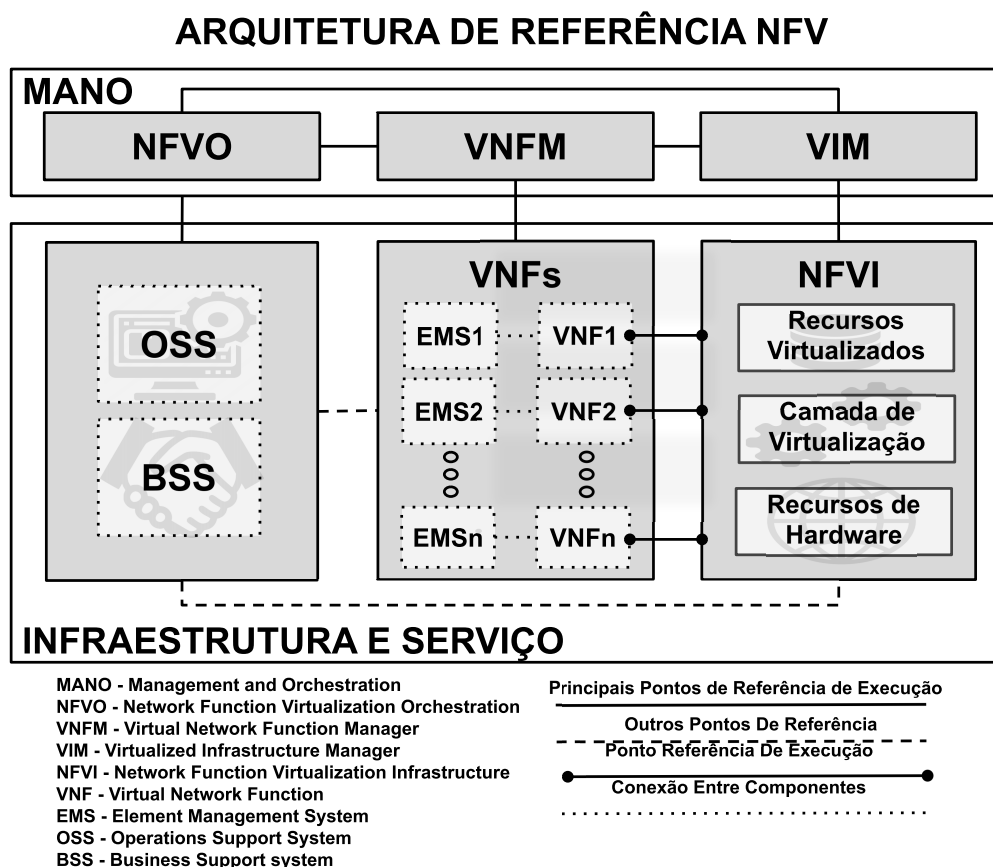 ARQUITETURA DE REFERÊNCIA NFV
MANO
NFVO
VNFM
VIM
OSS
BSS
VNFs
EMS1
VNF1
EMS2
VNF2
EMSn
VNFn
NFVI
Recursos
Virtualizados
Camada de
Virtualização
Recursos de
Hardware
INFRAESTRUTURA E SERVIÇO
MANO - Management and Orchestration
NFVO - Network Function Virtualization Orchestration
VNFM - Virtual Network Function Manager
VIM - Virtualized Infrastructure Manager
NFVI - Network Function Virtualization Infrastructure
VNF - Virtual Network Function
EMS - Element Management System
OSS - Operations Support System
BSS - Business Support system
Principais Pontos de Referência de Execução
Outros Pontos De Referência
Ponto Referência De Execução
Conexão Entre Componentes